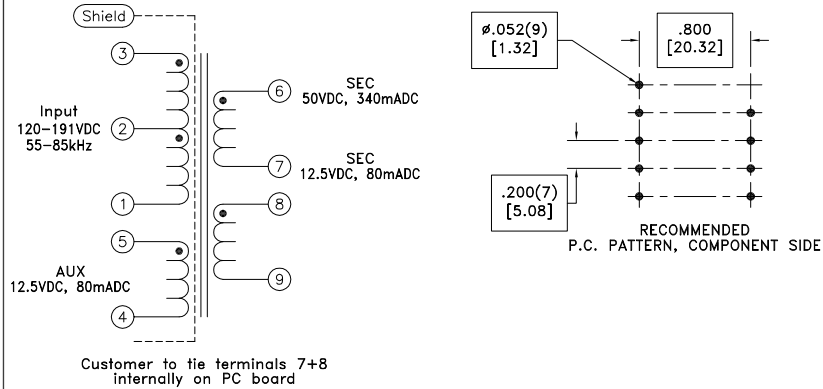 Shield
3
Input
120-191VDC
55-85kHz
2
1
5
AUX
12.5VDC, 80mADC
4
6
SEC
50VDC, 340mADC
7
SEC
12.5VDC, 80mADC
8
9
Customer to tie terminals 7+8
internally on PC board
ø.052(9)
[1.32]
.800
[20.32]
.200(7)
[5.08]
RECOMMENDED
P.C. PATTERN, COMPONENT SIDE